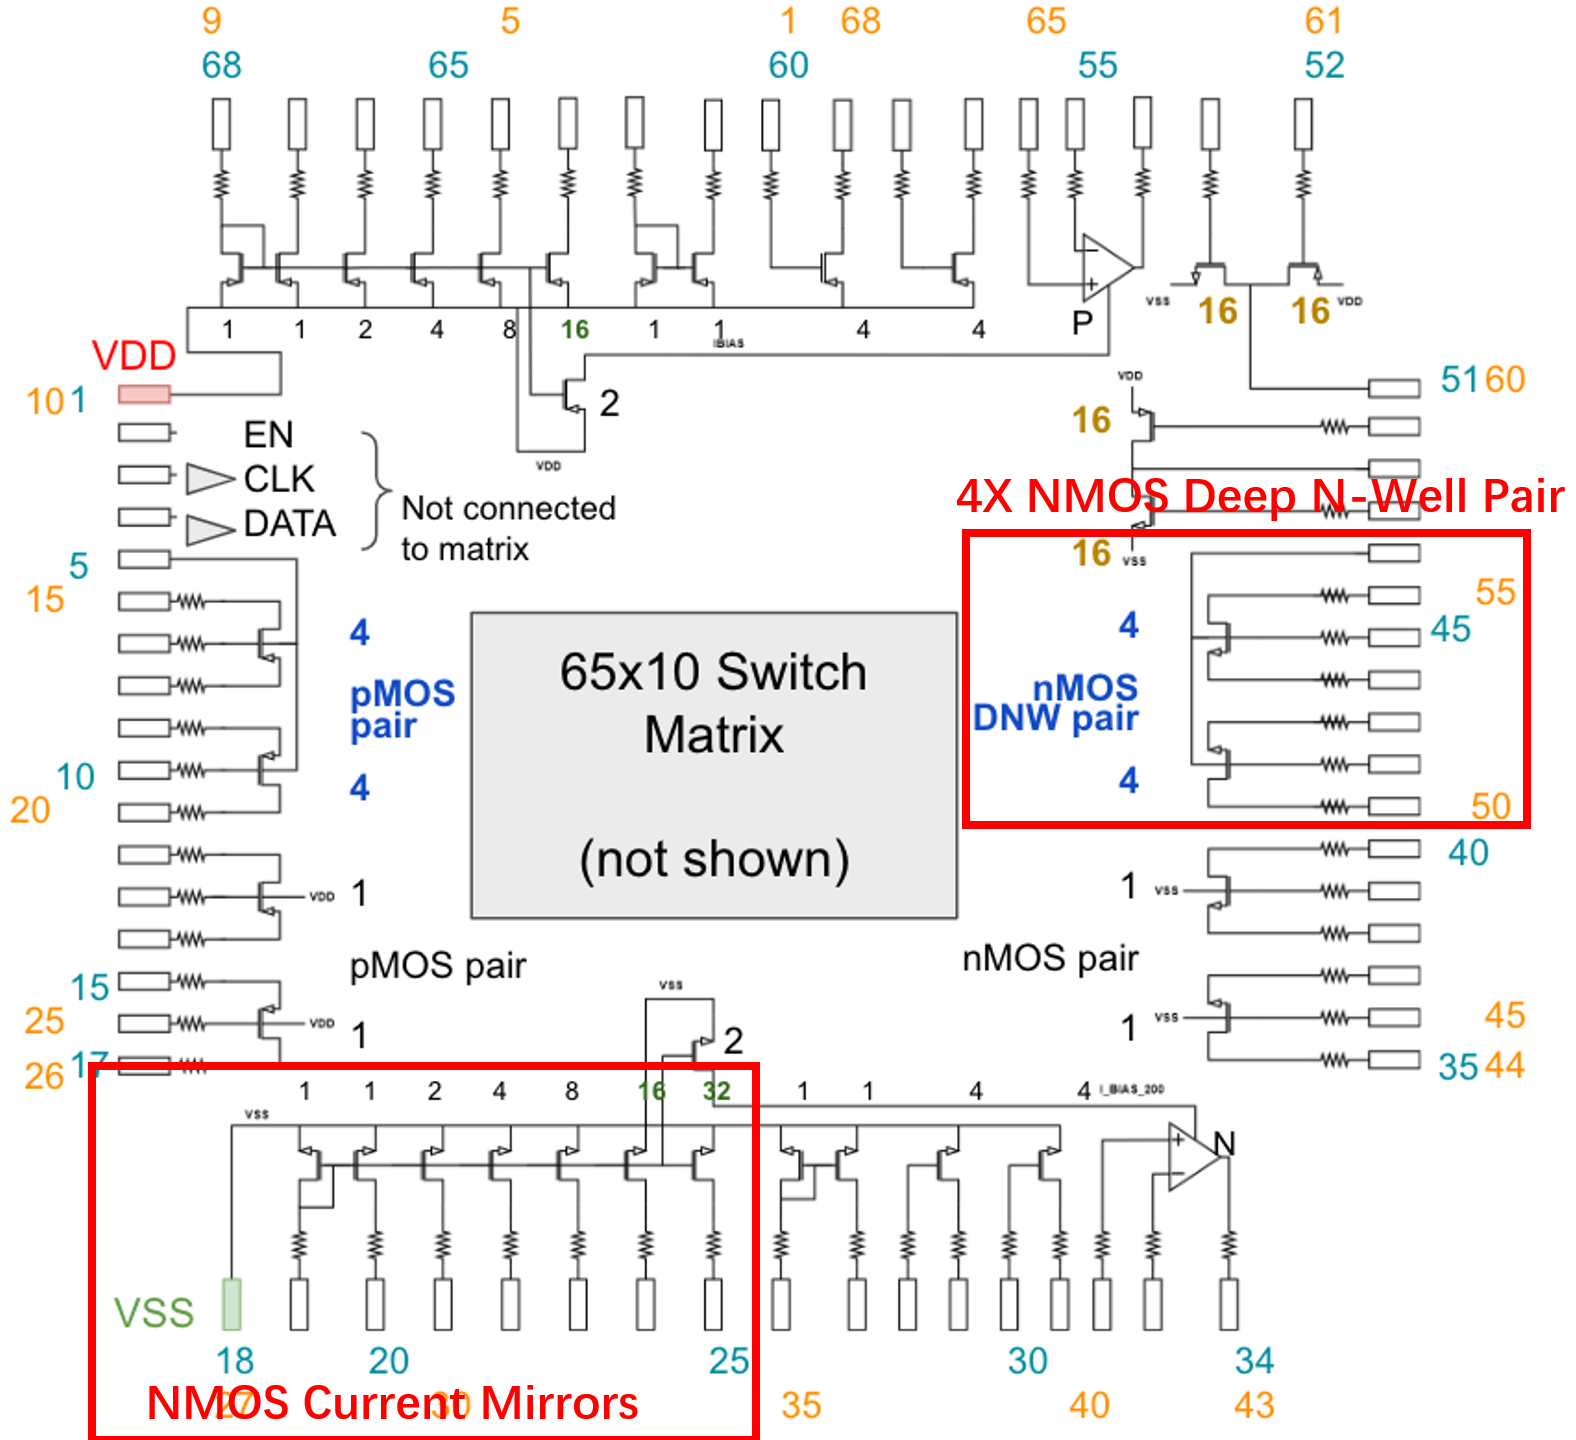 9 5 1 68 65 61
68 65 60 55 52
1 1 2 4 8 16 1 1 4 4
IBIAS
P
VSS 16 16 VDD
VDD
10 1
51 60
2
VDD
EN
CLK
DATA
Not connected
to matrix
VDD
16
4X NMOS Deep N-Well Pair
16
VSS
5
15
4
pMOS
pair
10
4
20
65x10 Switch
Matrix
(not shown)
55
4
45
nMOS
DNW pair
4
50
40
VDD 1
pMOS pair
15
25
VDD 1
26 17
1 VSS
nMOS pair
1 VSS
45
35 44
VSS
2
1 1 2 4 8 16 32 1 1 4 4 I_BIAS_200
VSS
N
VSS
18 20 25 30 34
27 30 35 40 43
NMOS Current Mirrors